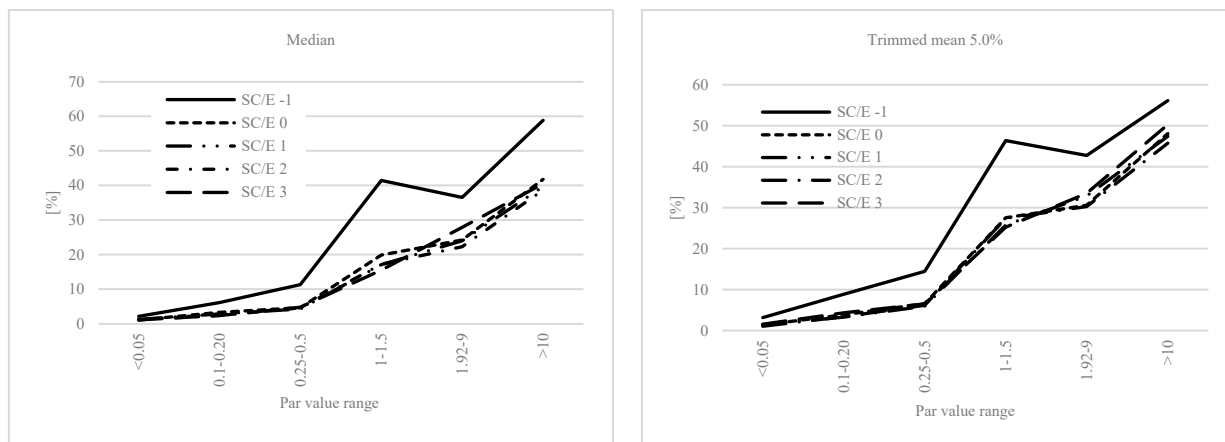 Median
70
60
50
40
30
20
10
0
[%]
SC/E -1
SC/E 0
SC/E 1
SC/E 2
SC/E 3
<0.05
0.1-0.20
0.25-0.5
1-1.5
1.92-9
>10
Par value range
Trimmed mean 5.0%
60
50
40
30
20
10
0
[%]
SC/E -1
SC/E 0
SC/E 1
SC/E 2
SC/E 3
<0.05
0.1-0.20
0.25-0.5
1-1.5
1.92-9
>10
Par value range